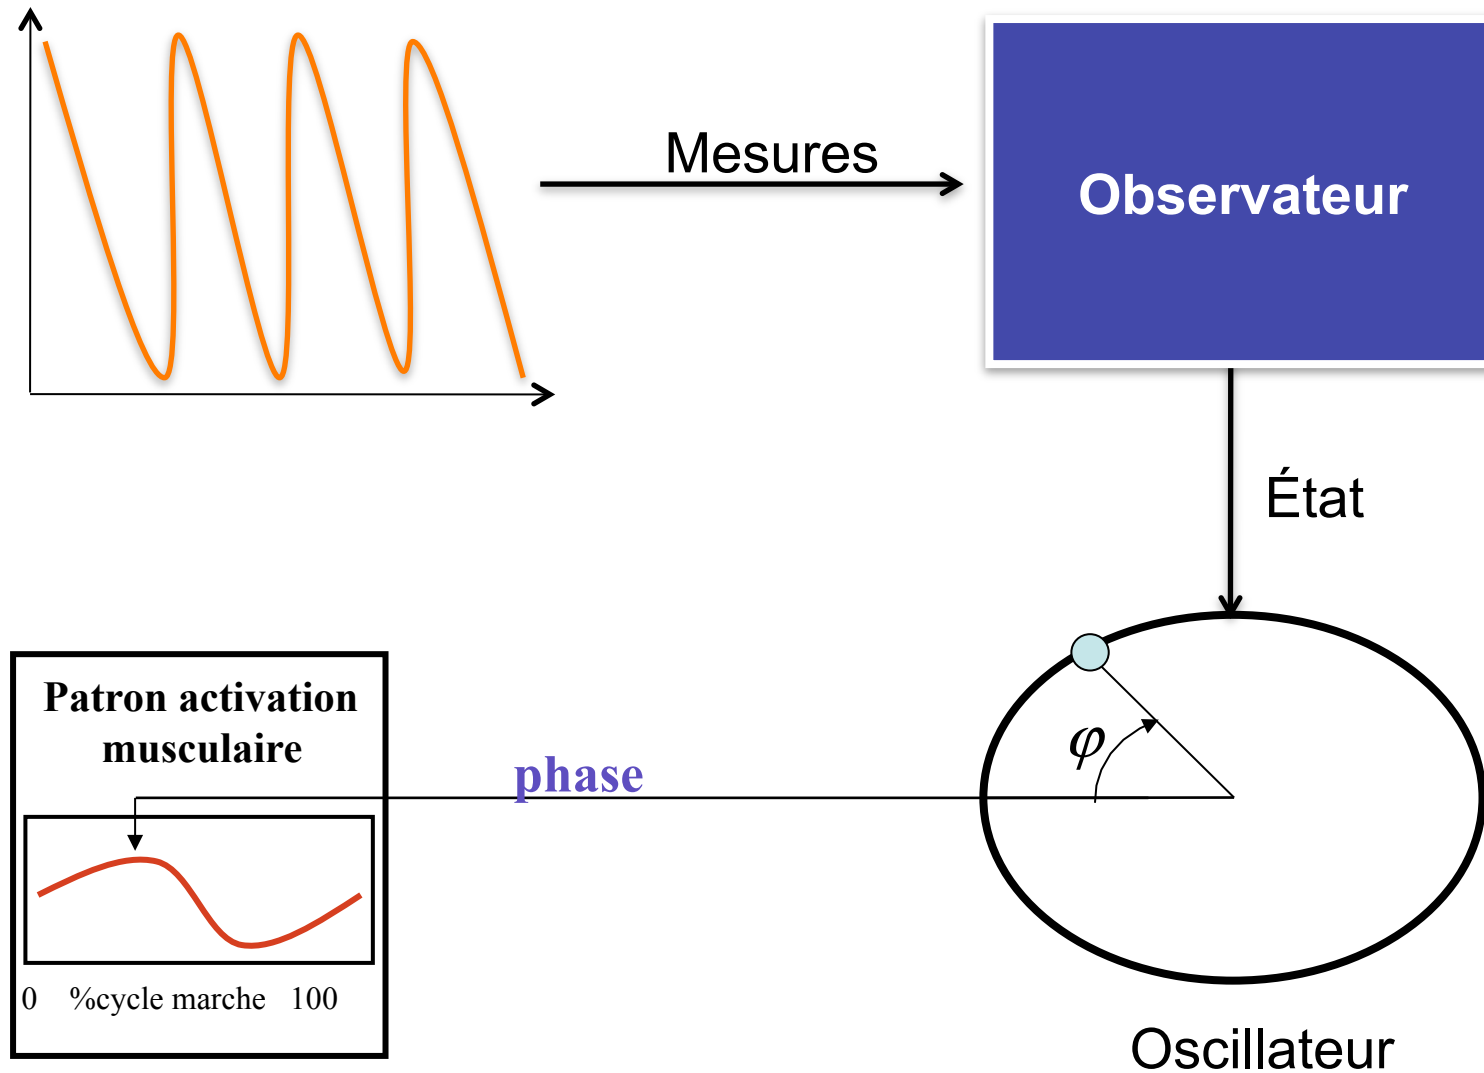 Mesures
Observateur
État
Patron activation
musculaire
phase
φ
0 %cycle marche 100
Oscillateur